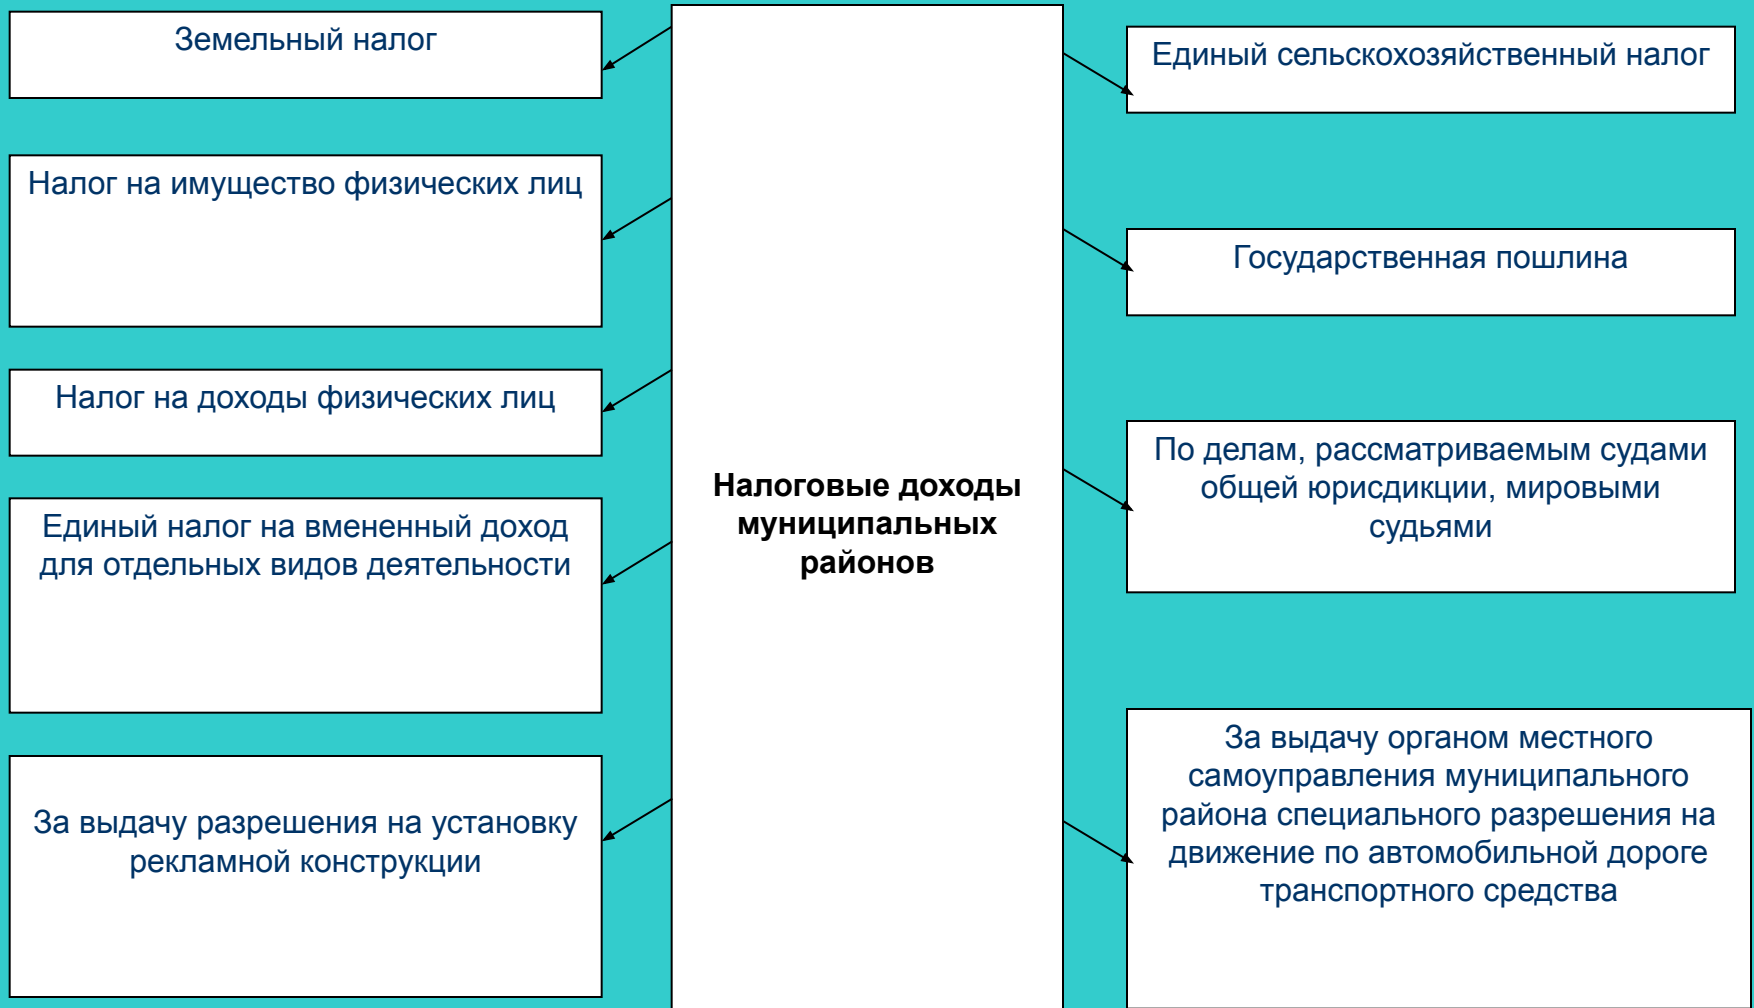 Земельный налог
Налог на имущество физических лиц
Налог на доходы физических лиц
Единый налог на вмененный доход
для отдельных видов деятельности
За выдачу разрешения на установку
рекламной конструкции
Налоговые доходы
муниципальных
районов
Единый сельскохозяйственный налог
Государственная пошлина
По делам, рассматриваемым судами
общей юрисдикции, мировыми
судьями
За выдачу органом местного
самоуправления муниципального
района специального разрешения на
движение по автомобильной дороге
транспортного средства